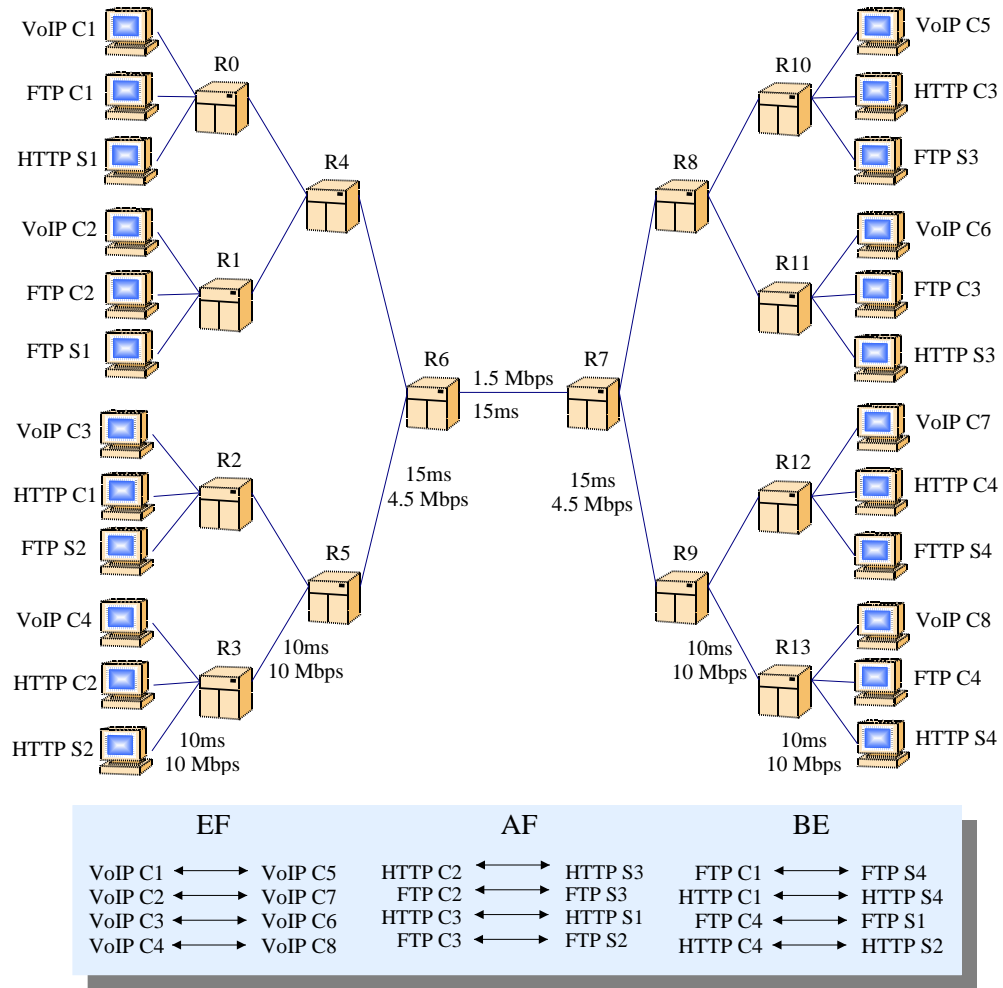 VoIP C1
FTP C1
HTTP S1
R0
VoIP C2
FTP C2
FTP S1
R1
R4
VoIP C3
HTTP C1
FTP S2
R2
VoIP C4
HTTP C2
HTTP S2
R3
R5
10ms
10 Mbps
10ms
10 Mbps
R6
15ms
4.5 Mbps
1.5 Mbps
15ms
R7
15ms
4.5 Mbps
R8
R9
10ms
10 Mbps
R10
VoIP C5
HTTP C3
FTP S3
R11
VoIP C6
FTP C3
HTTP S3
R12
VoIP C7
HTTP C4
FTTP S4
R13
VoIP C8
FTP C4
HTTP S4
10ms
10 Mbps
EF
VoIP C1 VoIP C5
VoIP C2 VoIP C7
VoIP C3 VoIP C6
VoIP C4 VoIP C8
AF
HTTP C2 HTTP S3
FTP C2 FTP S3
HTTP C3 HTTP S1
FTP C3 FTP S2
BE
FTP C1 FTP S4
HTTP C1 HTTP S4
FTP C4 FTP S1
HTTP C4 HTTP S2